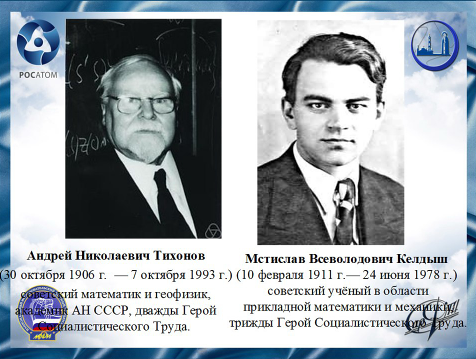 РОСАТОМ
Андрей Николаевич Тихонов
(30 октября 1906 г. — 7 октября 1993 г.)
советский математик и геофизик,
академик АН СССР, дважды Герой
Социалистического Труда.
Мстислав Всеволодович Келдыш
(10 февраля 1911 г.— 24 июня 1978 г.)
советский учёный в области
прикладной математики и механики,
трижды Герой Социалистического Труда.